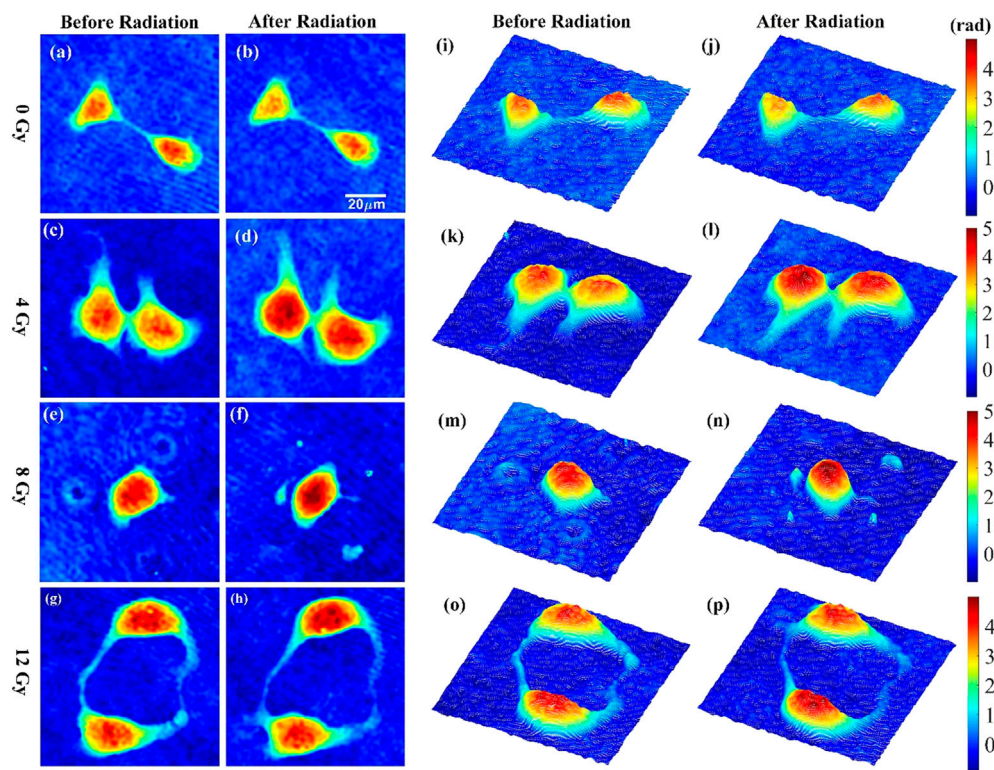 Before Radiation After Radiation Before Radiation After Radiation (rad)
0 Gy (a) (b) (i) (j) 4 3 2 1 0
20μm
4 Gy (c) (d) (k) (l) 5 4 3 2 1 0
8 Gy (e) (f) (m) (n) 5 4 3 2 1 0
12 Gy (g) (h) (o) (p) 4 3 2 1 0